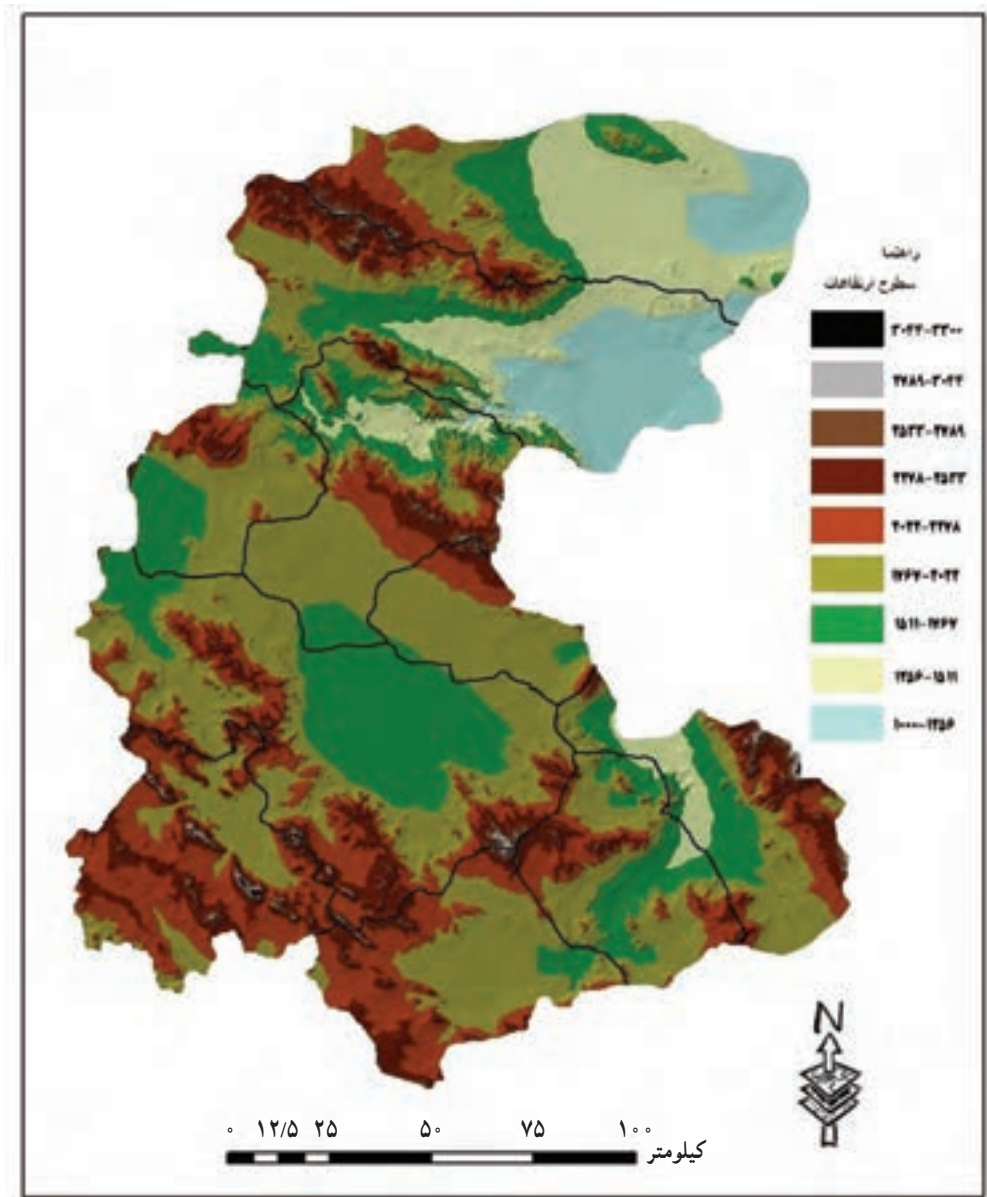 راهنما
سطوح ارتفاعات
۳۰۴۴-۳۳۰۰
۲۷۸۹-۳۰۴۴
۲۵۳۳-۲۷۸۹
۲۲۷۸-۲۵۳۳
۲۰۲۲-۲۲۷۸
۱۷۶۷-۲۰۲۲
۱۵۱۱-۱۷۶۷
۱۲۵۶-۱۵۱۱
۱۰۰۰-۱۲۵۶
N
۰ ۱۲/۵ ۲۵ ۵۰ ۷۵ ۱۰۰
کیلومتر